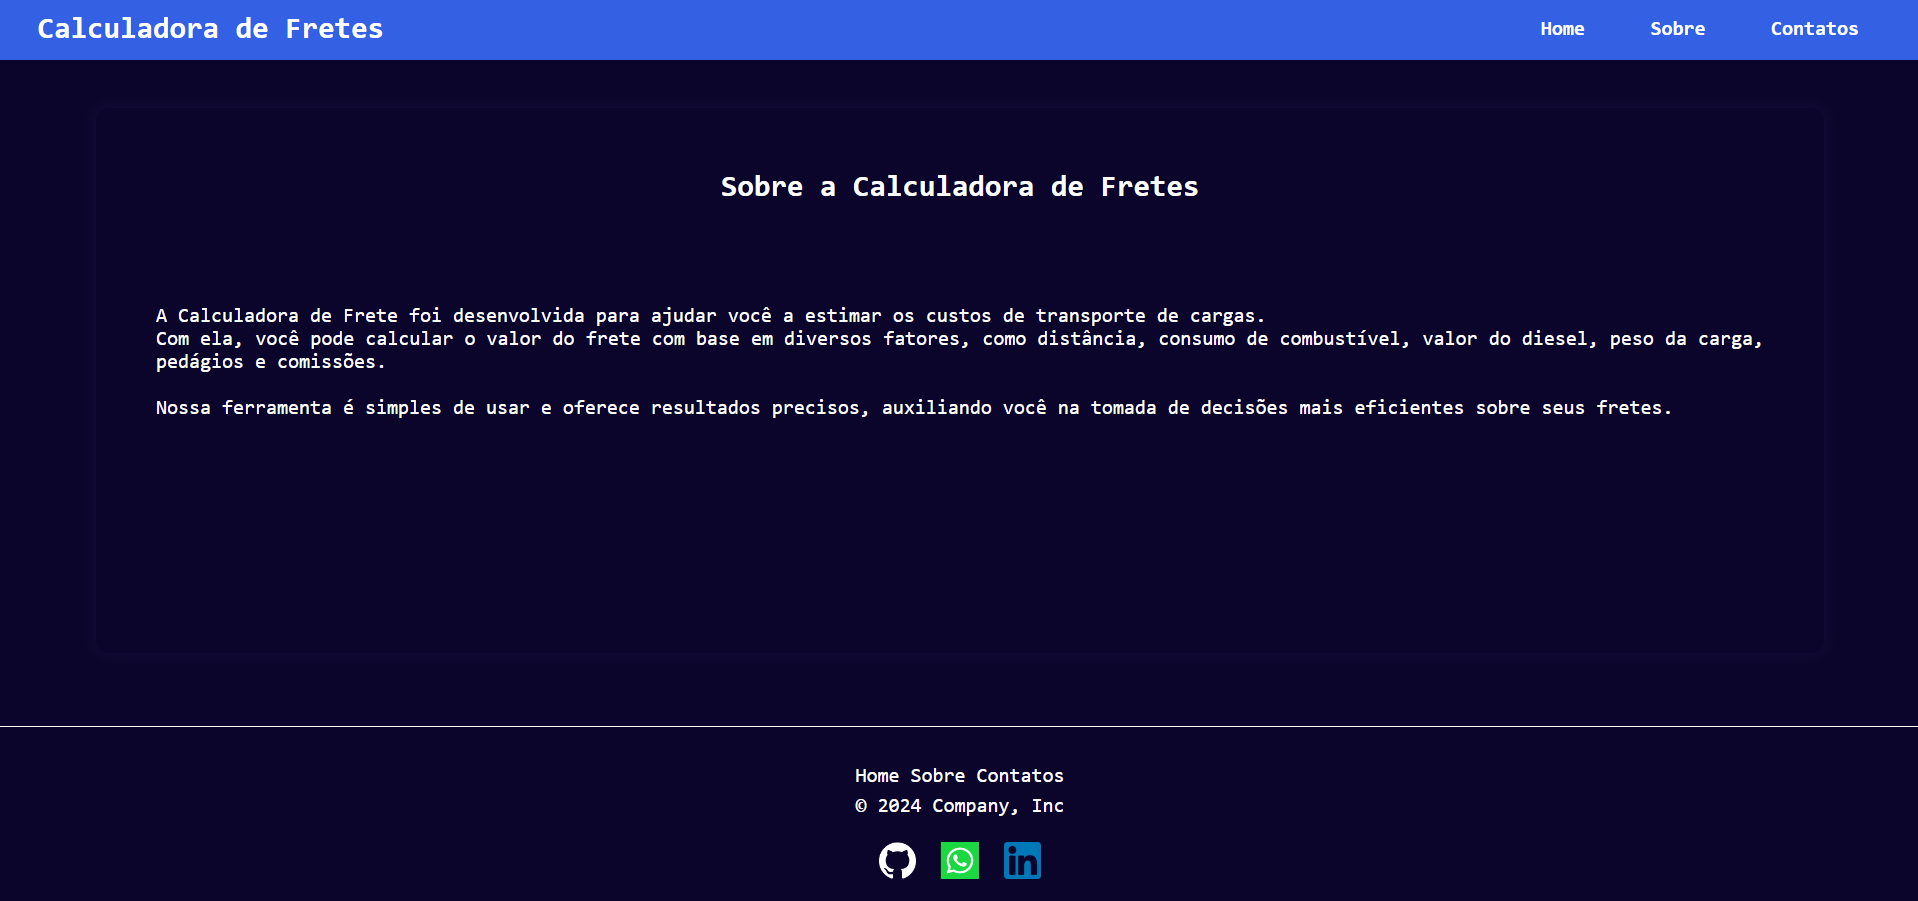 Calculadora de Fretes
Home Sobre Contatos
Sobre a Calculadora de Fretes
A Calculadora de Frete foi desenvolvida para ajudar você a estimar os custos de transporte de cargas.
Com ela, você pode calcular o valor do frete com base em diversos fatores, como distância, consumo de combustível, valor do diesel, peso da carga,
pedágios e comissões.
Nossa ferramenta é simples de usar e oferece resultados precisos, auxiliando você na tomada de decisões mais eficientes sobre seus fretes.
Home Sobre Contatos
© 2024 Company, Inc
in